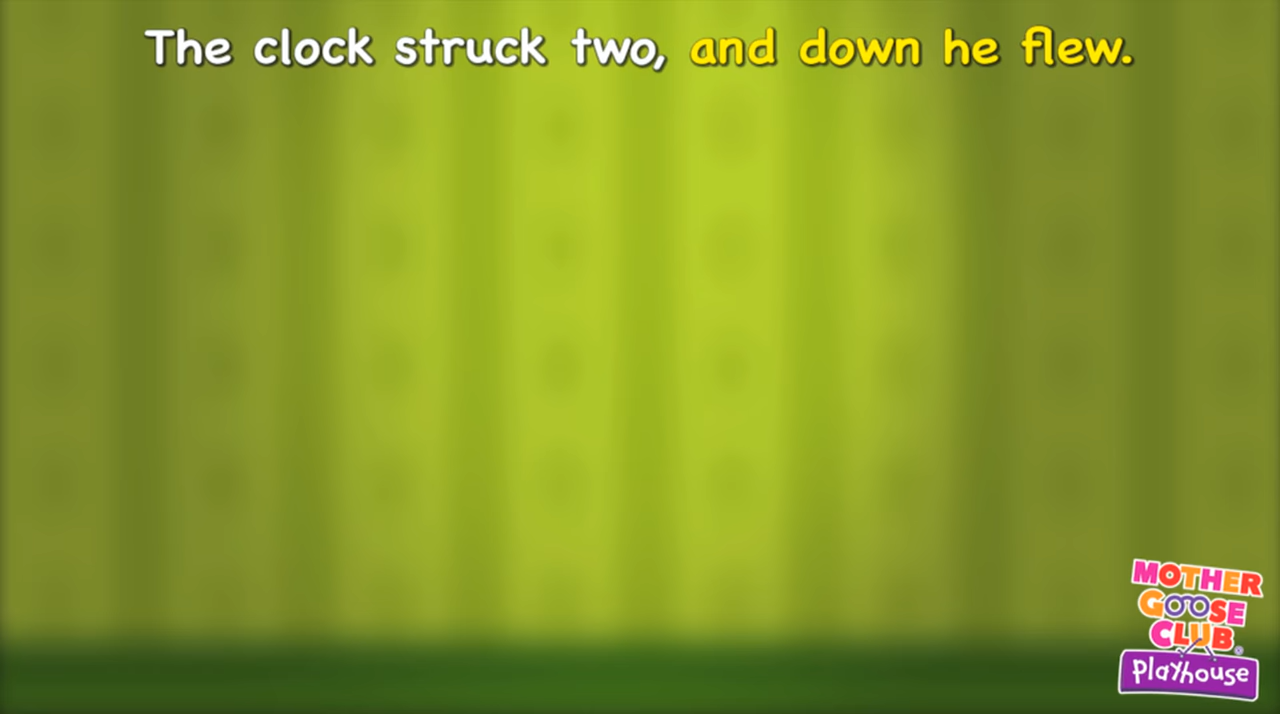 The clock struck two, and down he flew.
MOTHER
GOOSE
CLUB
Playhouse